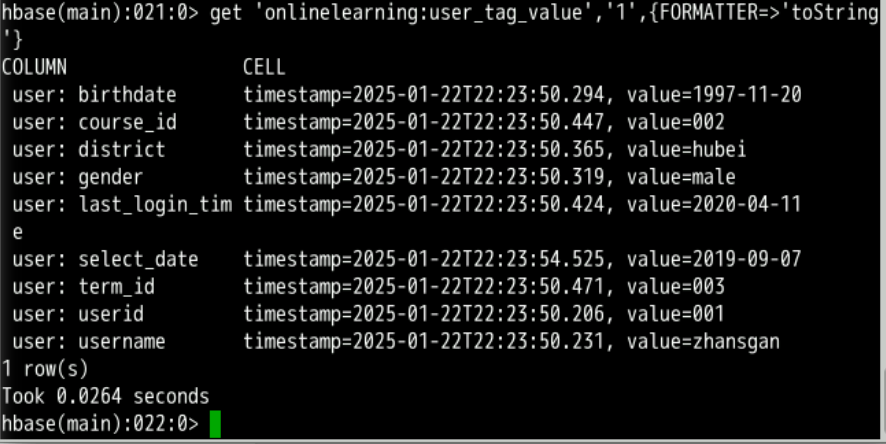 hbase(main):021:0> get 'onlinelearning:user_tag_value','1',{FORMATTER=>'toString
'}
COLUMN CELL
user: birthdate timestamp=2025-01-22T22:23:50.294, value=1997-11-20
user: course_id timestamp=2025-01-22T22:23:50.447, value=002
user: district timestamp=2025-01-22T22:23:50.365, value=hubei
user: gender timestamp=2025-01-22T22:23:50.319, value=male
user: last_login_tim timestamp=2025-01-22T22:23:50.424, value=2020-04-11
e
user: select_date timestamp=2025-01-22T22:23:54.525, value=2019-09-07
user: term_id timestamp=2025-01-22T22:23:50.471, value=003
user: userid timestamp=2025-01-22T22:23:50.206, value=001
user: username timestamp=2025-01-22T22:23:50.231, value=zhansgan
1 row(s)
Took 0.0264 seconds
hbase(main):022:0>